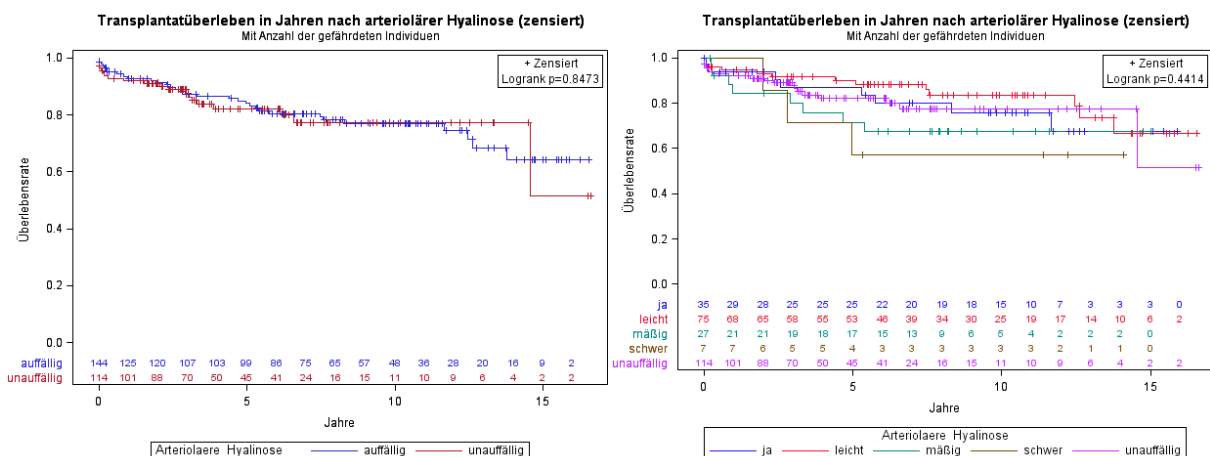 Transplantatüberleben in Jahren nach arteriolärer Hyalinose (zensiert)
Mit Anzahl der gefährdeten Individuen
+ Zensiert
Logrank p=0.8473
Überlebensrate
1.0
0.8
0.6
0.4
0.2
0.0
auffällig 144 125 120 107 103 99 86 75 65 57 48 36 28 20 16 9 2
unauffällig 114 101 88 70 50 45 41 24 16 15 11 10 9 6 4 2 2
0 5 10 15
Jahre
Arteriolaere Hyalinose auffällig unauffällig
Transplantatüberleben in Jahren nach arteriolärer Hyalinose (zensiert)
Mit Anzahl der gefährdeten Individuen
+ Zensiert
Logrank p=0.4414
Überlebensrate
1.0
0.8
0.6
0.4
0.2
0.0
ja 35 29 28 25 25 25 22 20 19 18 15 10 7 3 3 3 0
leicht 75 68 65 58 55 53 46 39 34 30 25 19 17 14 10 6 2
mäßig 27 21 21 19 18 17 15 13 9 6 5 4 2 2 2 0
schwer 7 7 6 5 5 4 3 3 3 3 3 3 2 1 1 0
unauffällig 114 101 88 70 50 45 41 24 16 15 11 10 9 6 4 2 2
0 5 10 15
Jahre
Arteriolaere Hyalinose
ja leicht mäßig schwer unauffällig